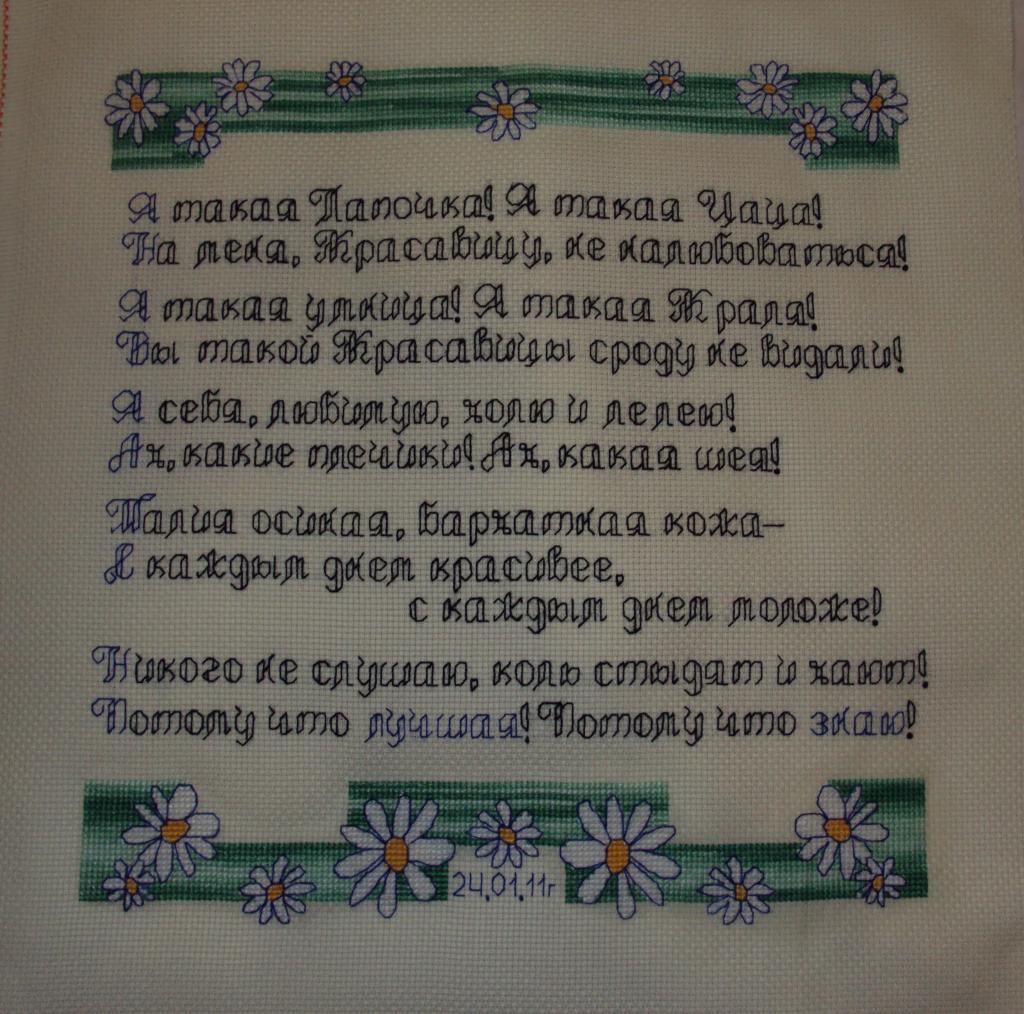 Я такая Лапочка! Я такая Цаца!
На меня, Красавицу, не налюбоваться!
Я такая умница! Я такая Краля!
Вы такой Красавицы сроду не видали!
Я себя, любимую, холю и лелею!
Ах, какие плечики! Ах, какая шея!
Талия осиная, бархатная кожа–
Я каждым днем красивее,
с каждым днем моложе!
Никого не слушаю, коль стыдят и хают!
Потому что лучшая! Потому что знаю!
24.01.11г